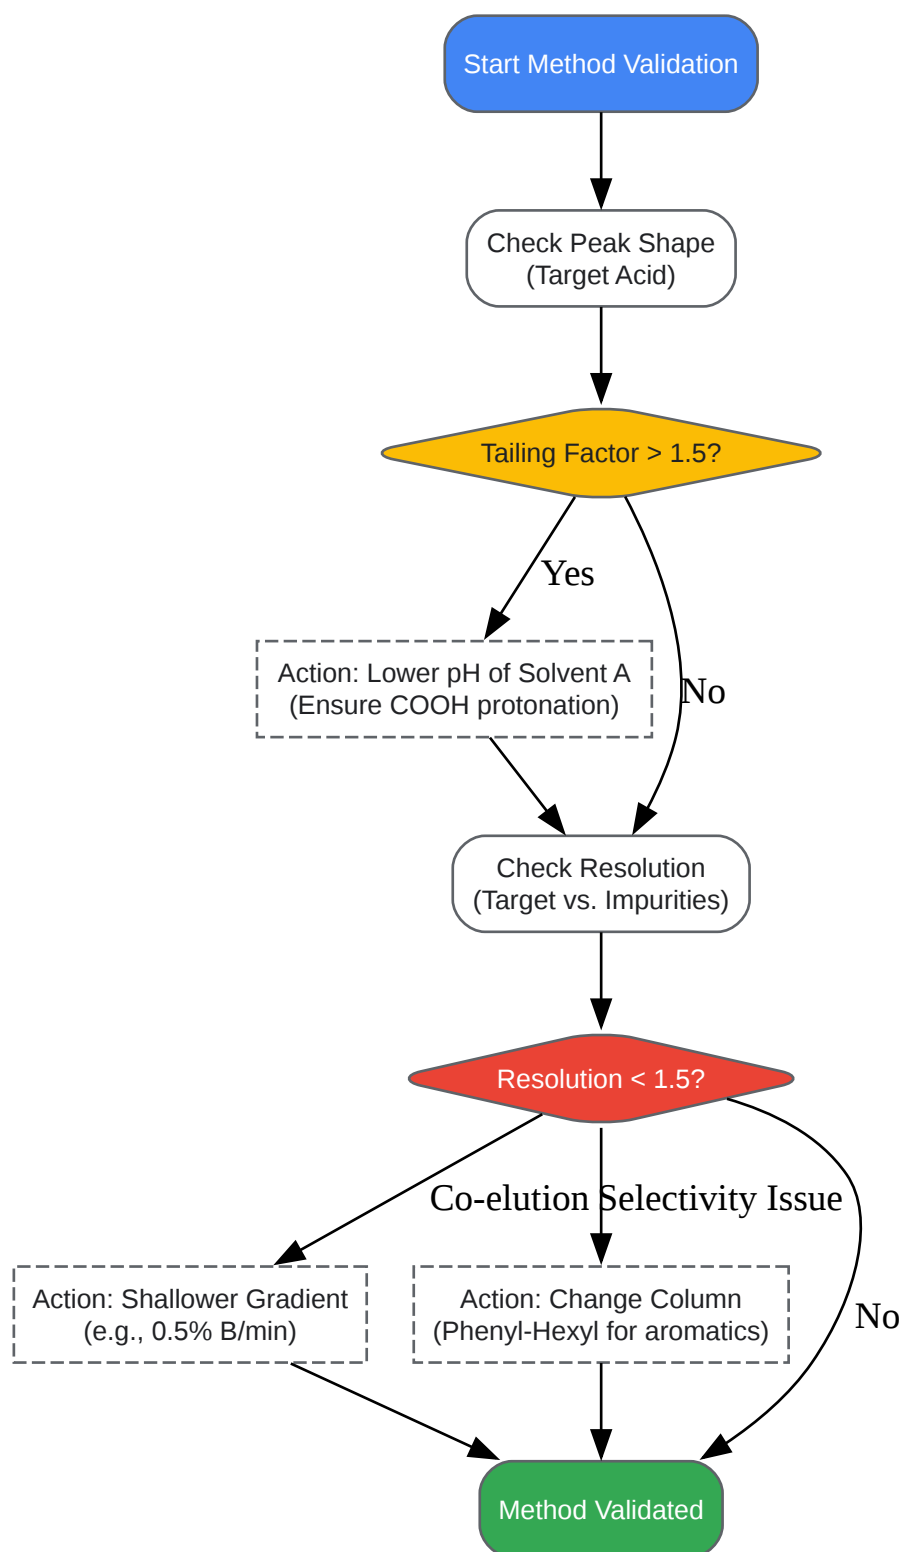 Start Method Validation
Check Peak Shape
(Target Acid)
Tailing Factor > 1.5?
Yes
Action: Lower pH of Solvent A
(Ensure COOH protonation)
No
Check Resolution
(Target vs. Impurities)
Resolution < 1.5?
Co-elution
Selectivity Issue
Action: Shallower Gradient
(e.g., 0.5% B/min)
Action: Change Column
(Phenyl-Hexyl for aromatics)
No
Method Validated